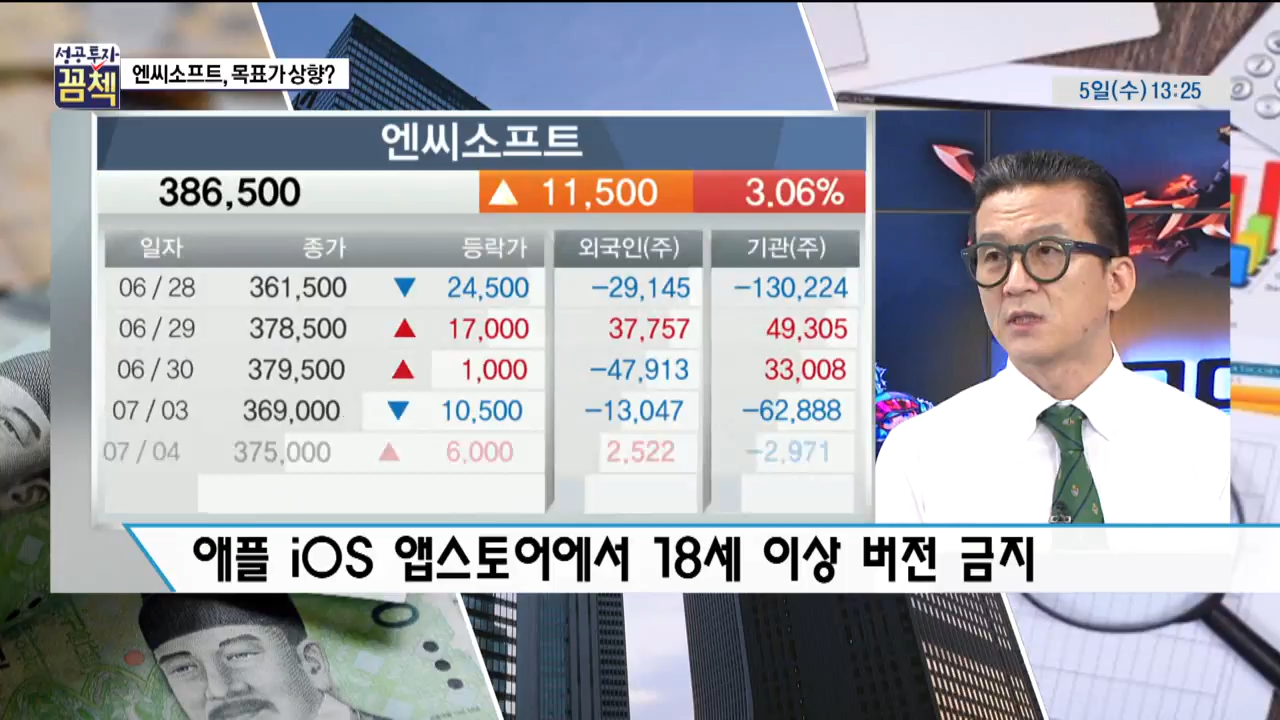 성공투자
꼼첵
엔씨소프트, 목표가 상향?
5일(수) 13:25
엔씨소프트
386,500 ▲ 11,500 3.06%
일자 종가 등락가 외국인(주) 기관(주)
06 / 28 361,500 ▼ 24,500 -29,145 -130,224
06 / 29 378,500 ▲ 17,000 37,757 49,305
06 / 30 379,500 ▲ 1,000 -47,913 33,008
07 / 03 369,000 ▼ 10,500 -13,047 -62,888
07 / 04 375,000 ▲ 6,000 2,522 -2,971
애플 iOS 앱스토어에서 18세 이상 버전 금지